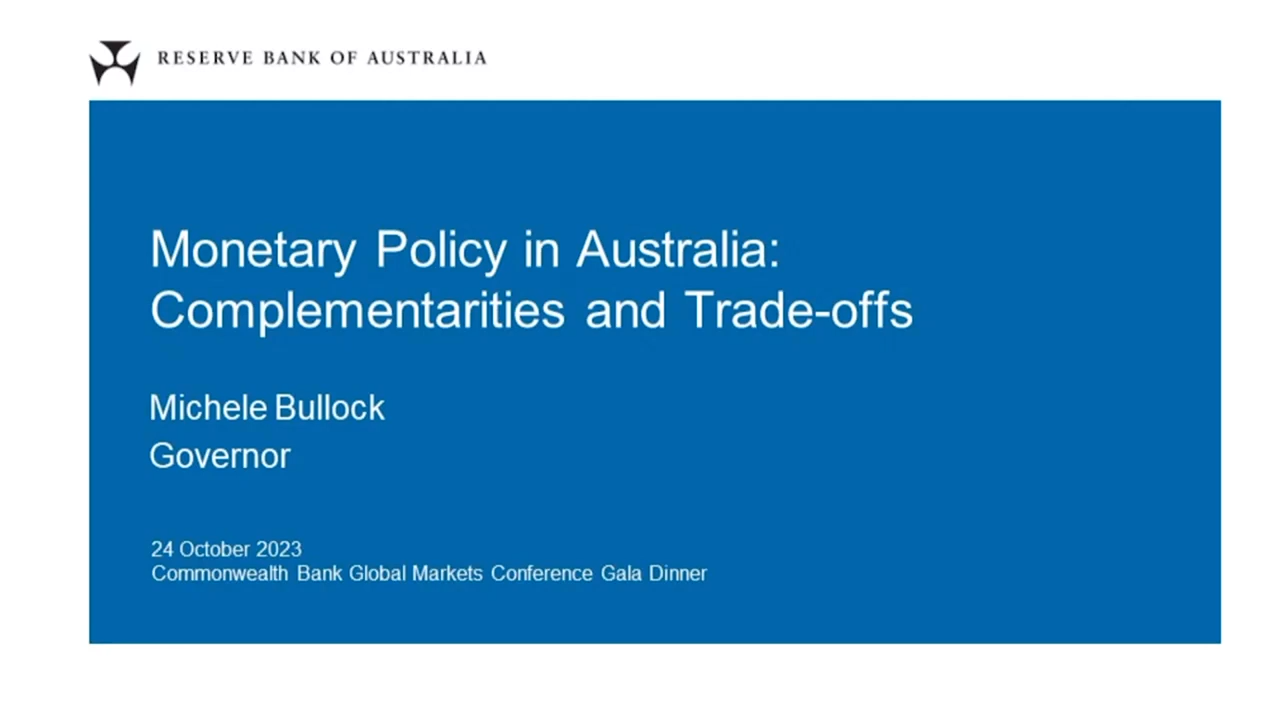 RESERVE BANK OF AUSTRALIA
Monetary Policy in Australia:
Complementarities and Trade-offs
Michele Bullock
Governor
24 October 2023
Commonwealth Bank Global Markets Conference Gala Dinner